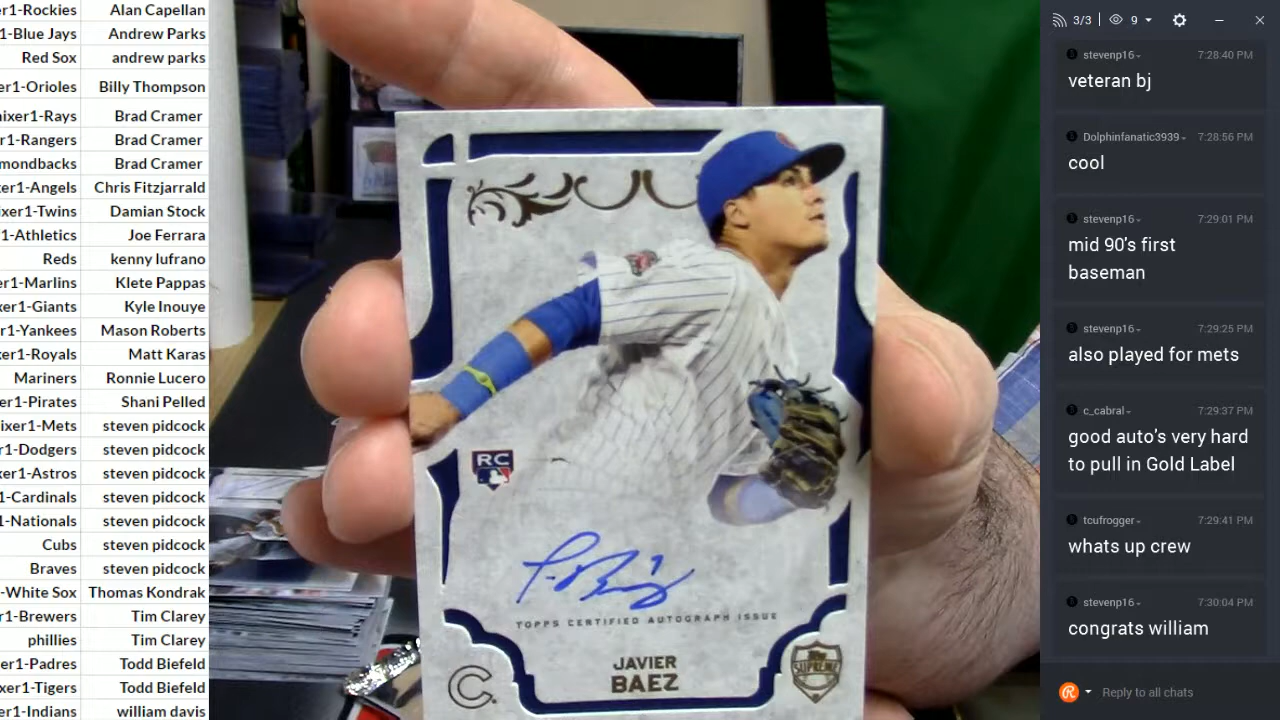 er1-Rockies Alan Capellan
1-Blue Jays Andrew Parks
Red Sox andrew parks
er1-Orioles Billy Thompson
ixer1-Rays Brad Cramer
r1-Rangers Brad Cramer
mondbacks Brad Cramer
er1-Angels Chris Fitzjarrald
ixer1-Twins Damian Stock
1-Athletics Joe Ferrara
Reds kenny lufrano
er1-Marlins Klete Pappas
xer1-Giants Kyle Inouye
r1-Yankees Mason Roberts
xer1-Royals Matt Karas
Mariners Ronnie Lucero
er1-Pirates Shani Pelled
ixer1-Mets steven pidcock
r1-Dodgers steven pidcock
xer1-Astros steven pidcock
1-Cardinals steven pidcock
1-Nationals steven pidcock
Cubs steven pidcock
Braves steven pidcock
-White Sox Thomas Kondrak
r1-Brewers Tim Clarey
phillies Tim Clarey
er1-Padres Todd Biefeld
xer1-Tigers Todd Biefeld
er1-Indians william davis
RC
TOPPS CERTIFIED AUTOGRAPH ISSUE
JAVIER
BAEZ
C
Topps
SUPREME
3/3 9
stevenp16 7:28:40 PM
veteran bj
Dolphinfanatic3939 7:28:56 PM
cool
stevenp16 7:29:01 PM
mid 90's first
baseman
stevenp16 7:29:25 PM
also played for mets
c_cabral 7:29:37 PM
good auto's very hard
to pull in Gold Label
tcufrogger 7:29:41 PM
whats up crew
stevenp16 7:30:04 PM
congrats william
R Reply to all chats